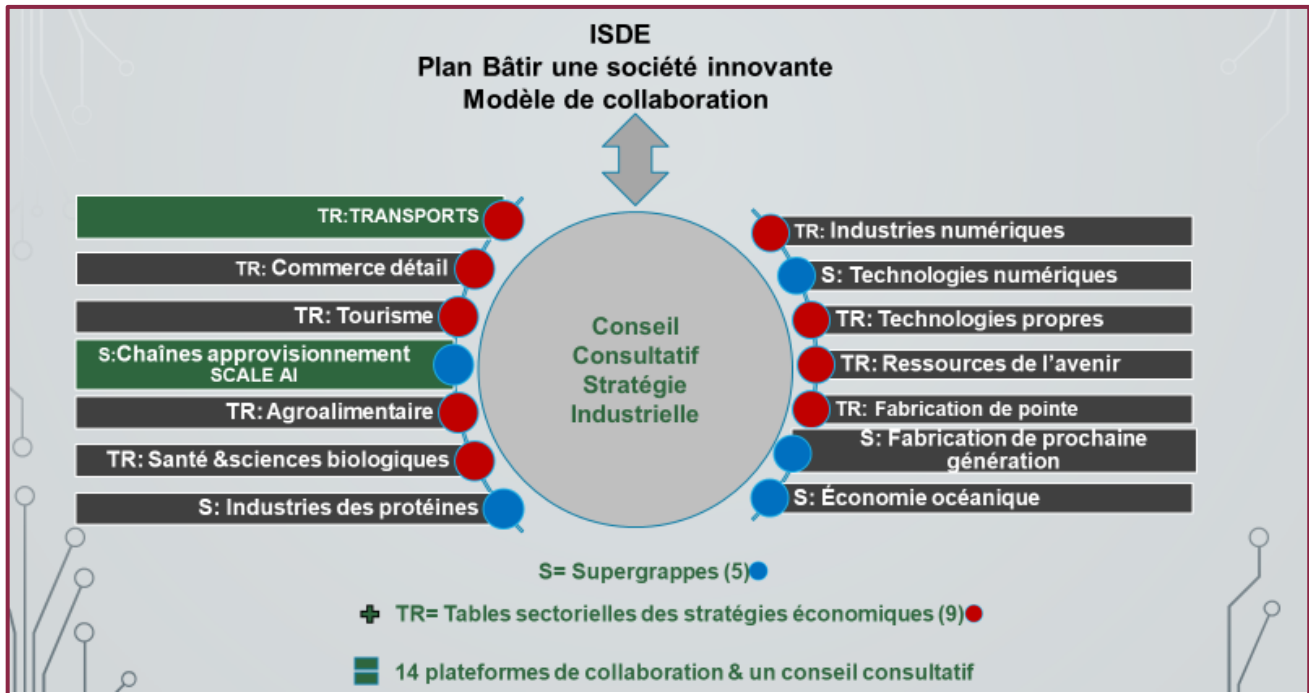 ISDE
Plan Bâtir une société innovante
Modèle de collaboration
TR:TRANSPORTS
TR: Commerce détail
TR: Tourisme
S:Chaînes approvisionnement
SCALE AI
TR: Agroalimentaire
TR: Santé &sciences biologiques
S: Industries des protéines
Conseil
Consultatif
Stratégie
Industrielle
TR: Industries numériques
S: Technologies numériques
TR: Technologies propres
TR: Ressources de l’avenir
TR: Fabrication de pointe
S: Fabrication de prochaine
génération
S: Économie océanique
S= Supergrappes (5)
TR= Tables sectorielles des stratégies économiques (9)
14 plateformes de collaboration & un conseil consultatif